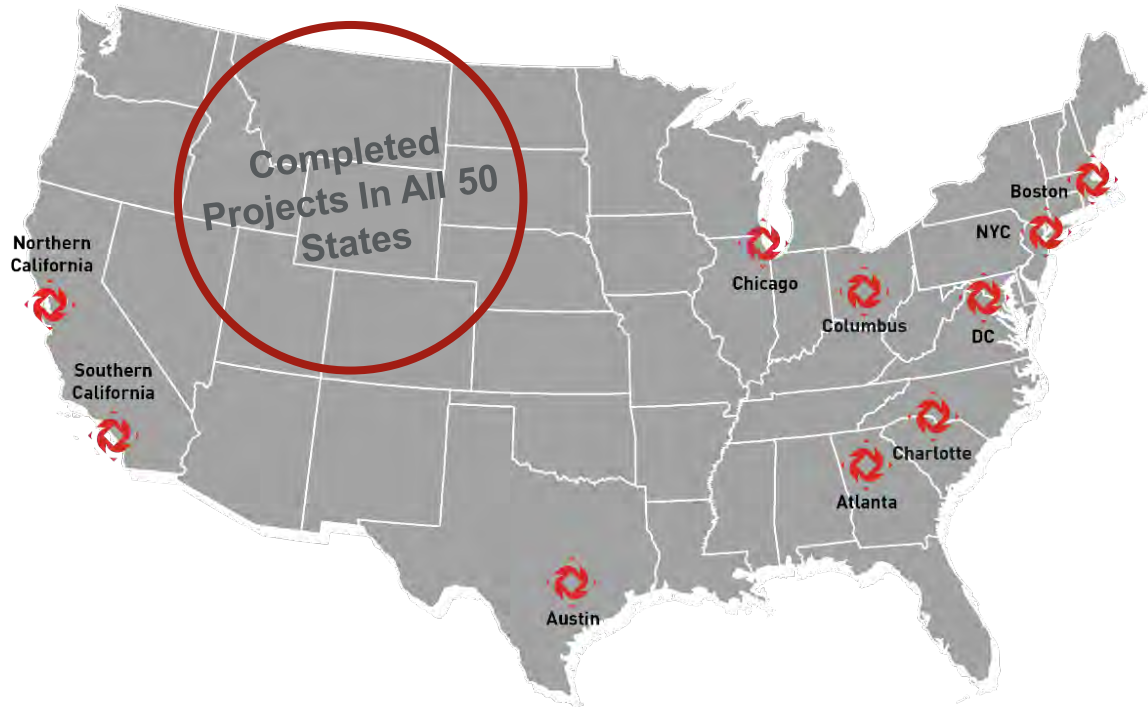 Completed
Projects In All 50
States
Northern
California
Southern
California
Boston
NYC
Chicago
Columbus
DC
Charlotte
Atlanta
Austin